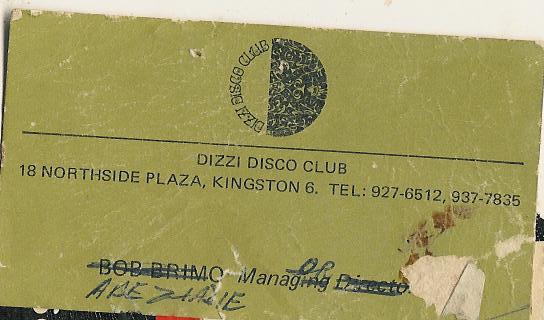 DIZZI DISCO CLUB
DIZZI DISCO CLUB
18 NORTHSIDE PLAZA, KINGSTON 6. TEL: 927-6512, 937-7835
BOB BRIMO Managing Directo
ABE